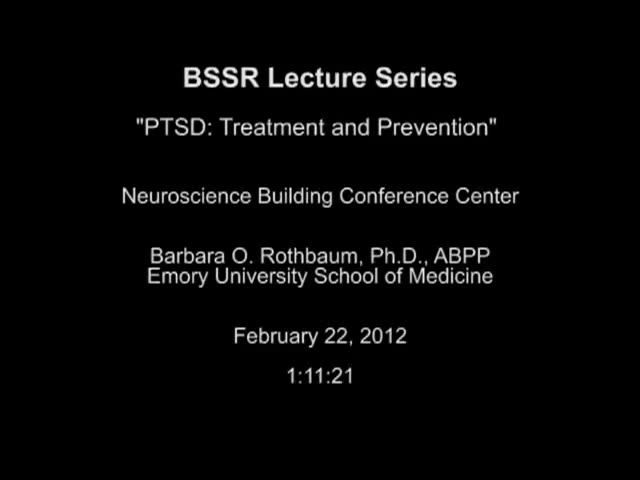 BSSR Lecture Series
"PTSD: Treatment and Prevention"
Neuroscience Building Conference Center
Barbara O. Rothbaum, Ph.D., ABPP
Emory University School of Medicine
February 22, 2012
1:11:21